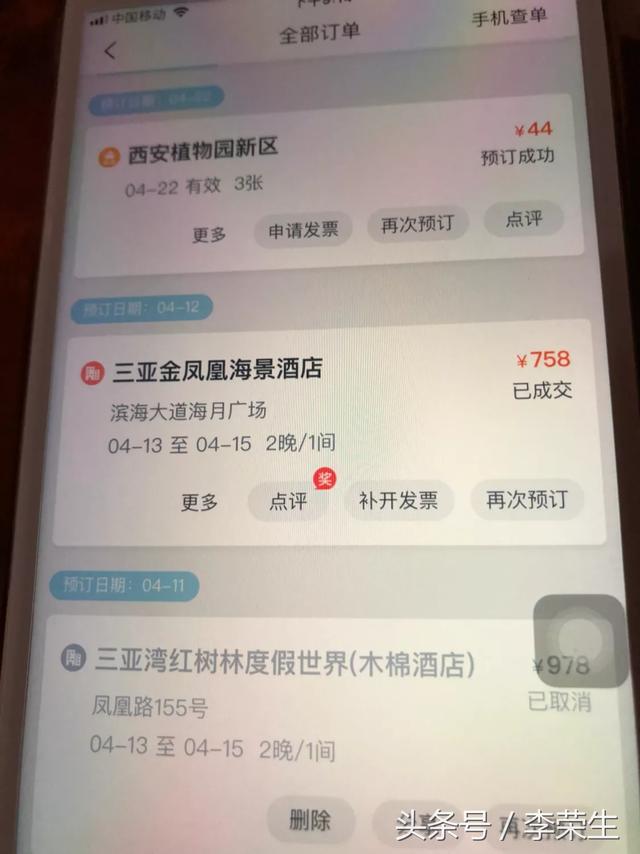 中国移动
全部订单
手机查单
预订日期：04-22
西安植物园新区
¥44
04-22 有效 3张
预订成功
更多 申请发票 再次预订 点评
预订日期：04-12
三亚金凤凰海景酒店
¥758
滨海大道海月广场
已成交
04-13 至 04-15 2晚/1间
奖
更多 点评 补开发票 再次预订
预订日期：04-11
三亚湾红树林度假世界(木棉酒店)
¥978
凤凰路155号
已取消
04-13 至 04-15 2晚/1间
删除
头条号 / 李荣生